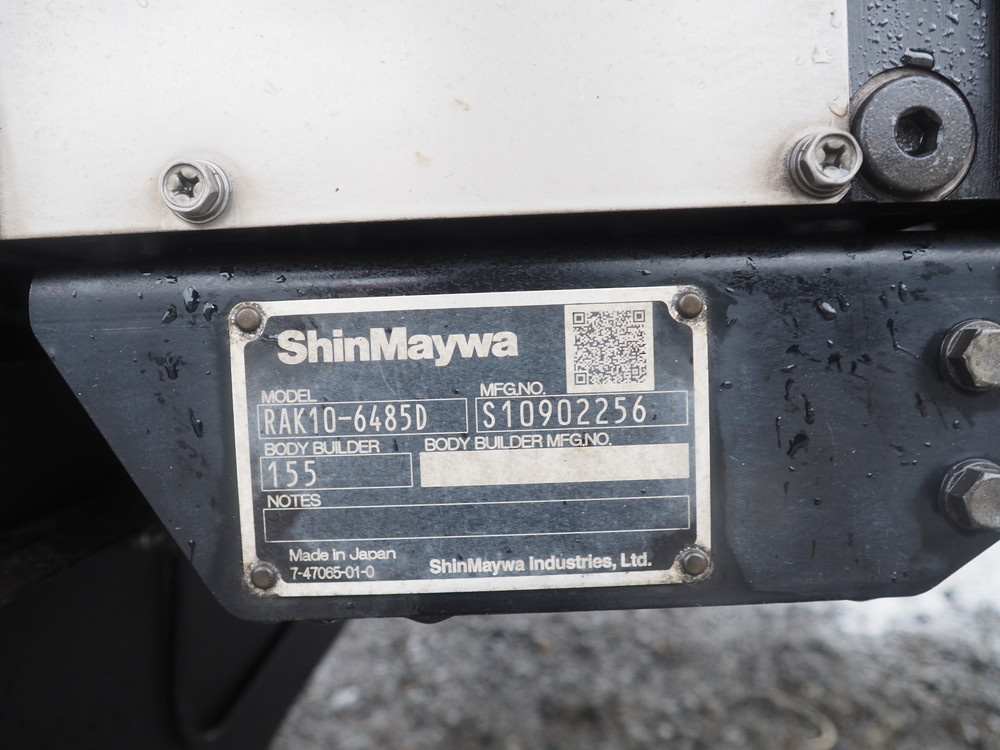 ShinMaywa
MODEL MFG.NO.
RAK10-6485D S10902256
BODY BUILDER BODY BUILDER MFG.NO.
155
NOTES
Made in Japan
7-47065-01-0 ShinMaywa Industries, Ltd.